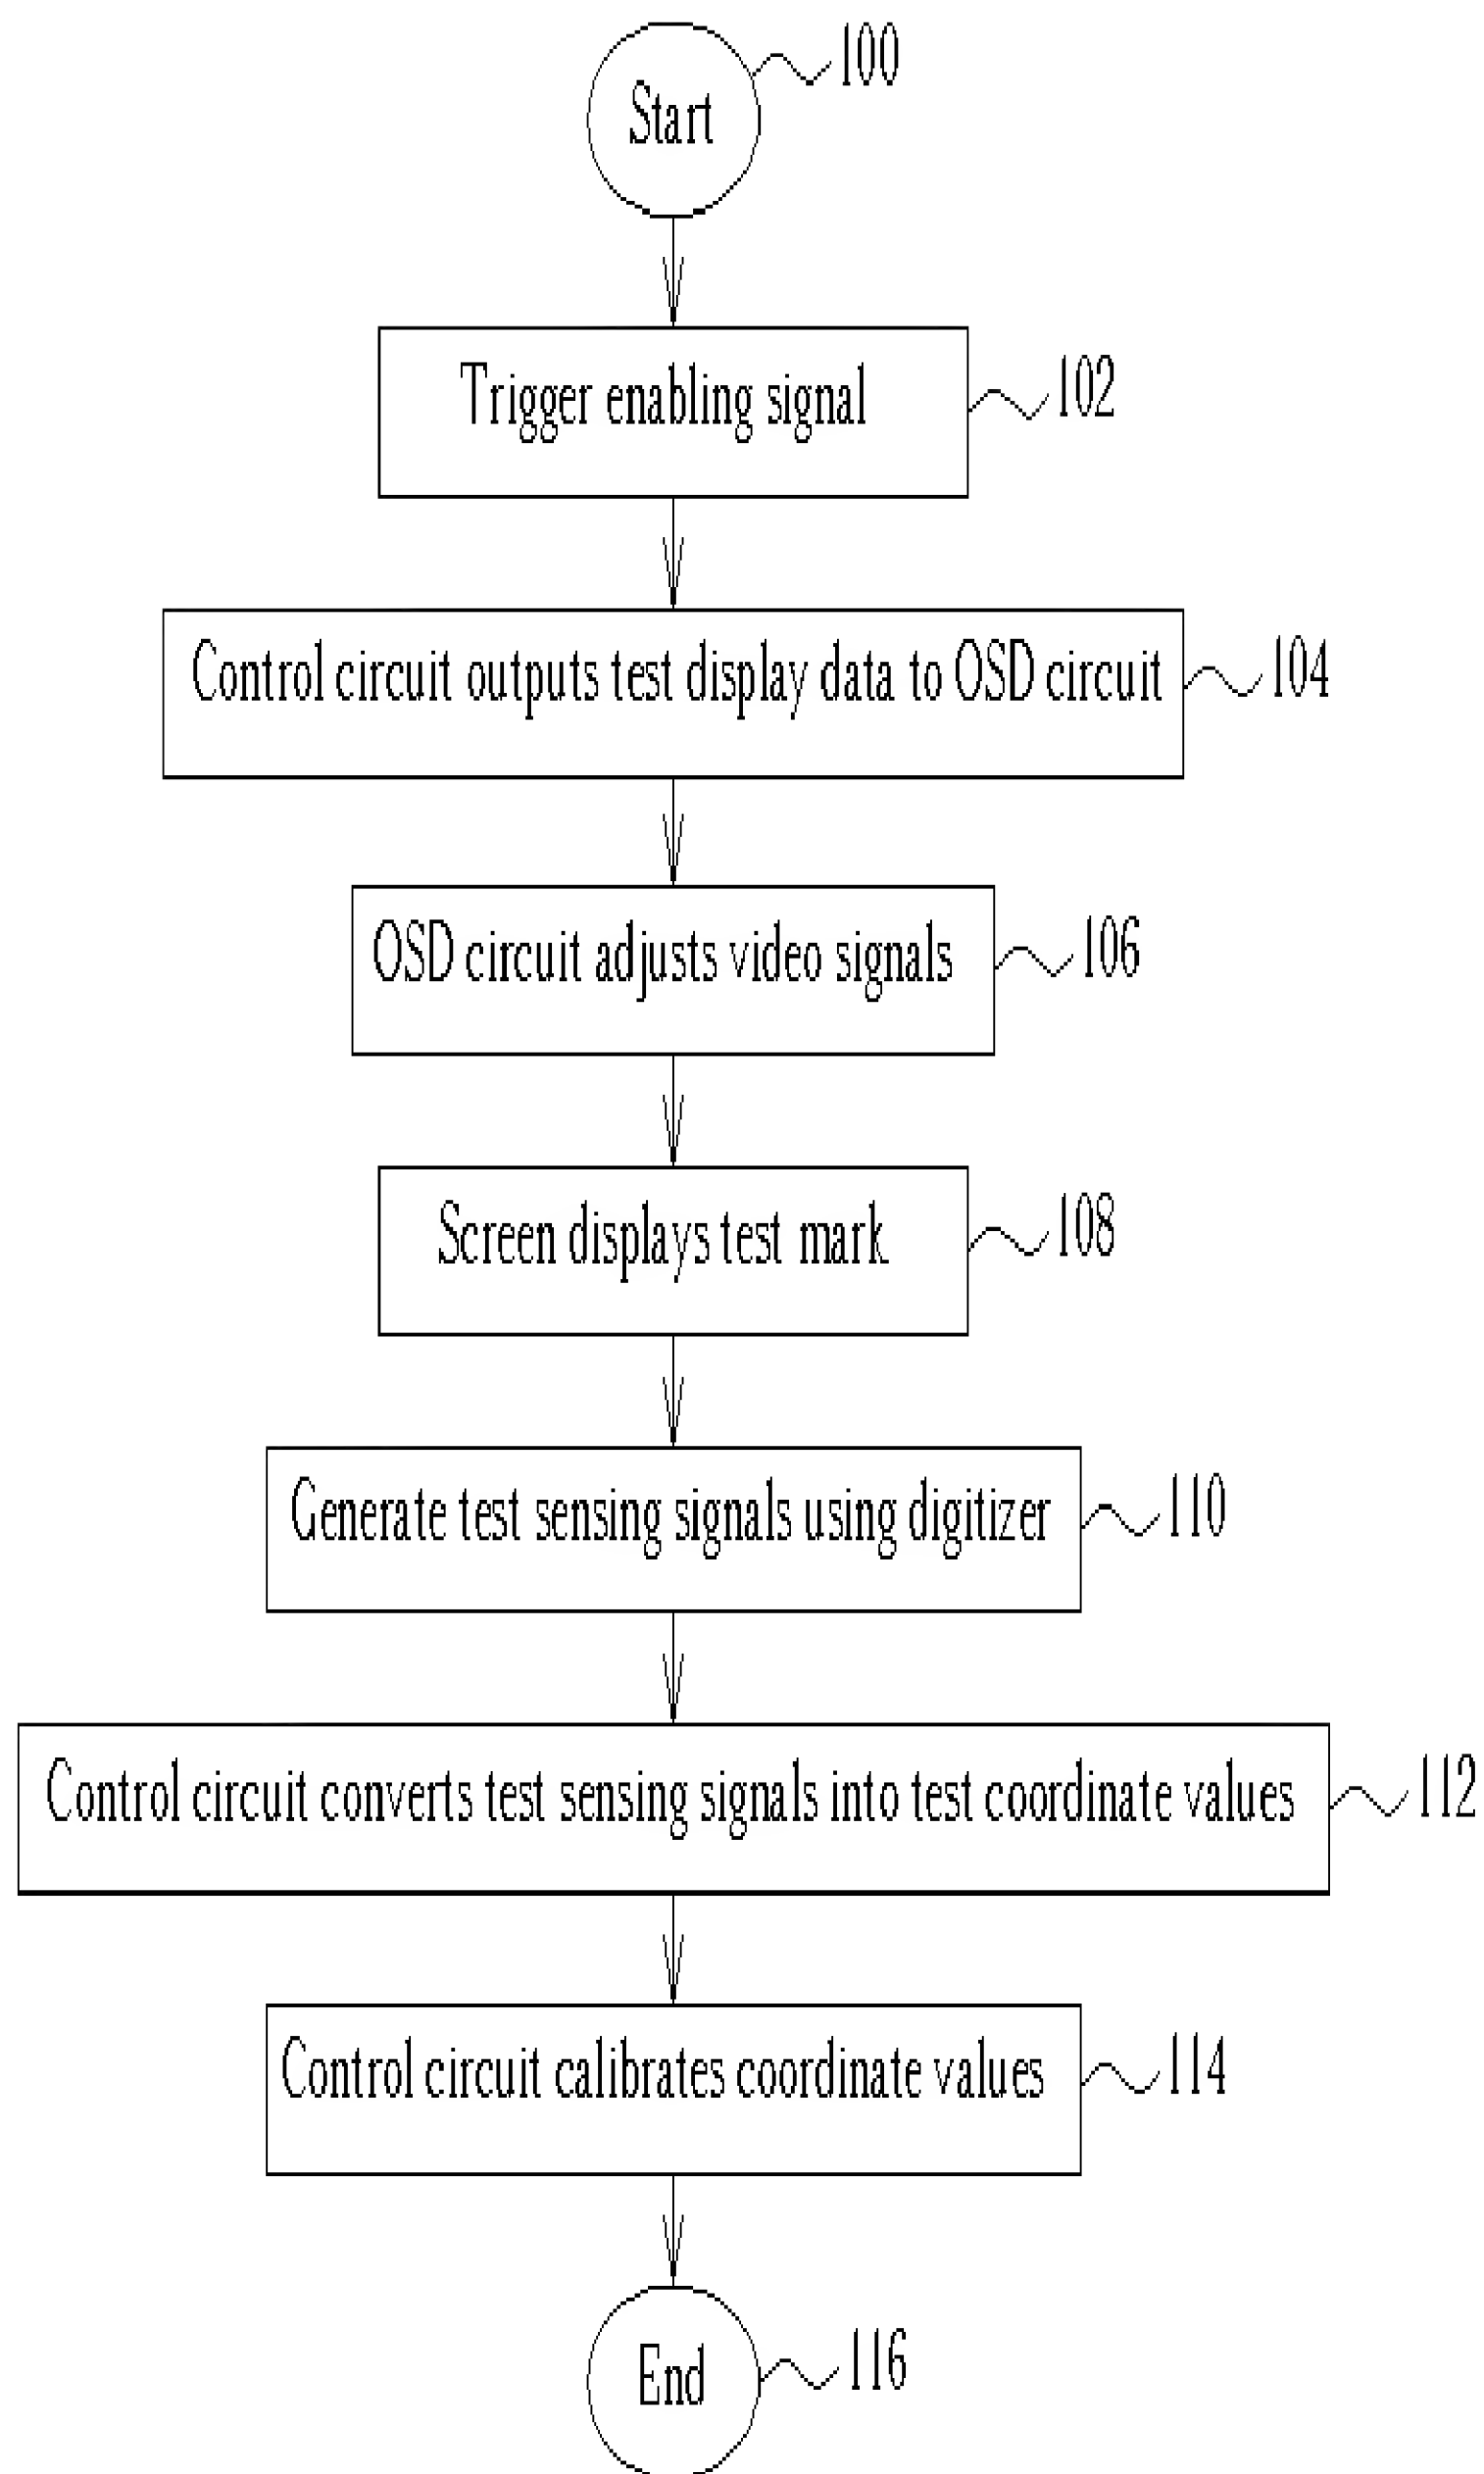 Start 100
Trigger enabling signal 102
Control circuit outputs test display data to OSD circuit 104
OSD circuit adjusts video signals 106
Screen displays test mark 108
Generate test sensing signals using digitizer 110
Control circuit converts test sensing signals into test coordinate values 112
Control circuit calibrates coordinate values 114
End 116